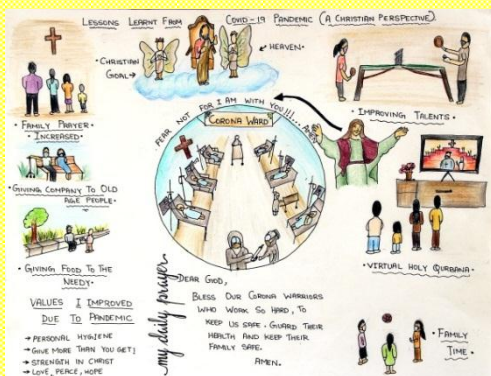 LESSONS LEARNT FROM COVID-19 PANDEMIC (A CHRISTIAN PERSPECTIVE)
• CHRISTIAN
GOAL →
← HEAVEN •
• FAMILY PRAYER •
• INCREASED •
• IMPROVING TALENTS •
FEAR NOT FOR I AM WITH YOU!!!....
CORONA WARD
• GIVING COMPANY TO OLD
AGE PEOPLE •
• VIRTUAL HOLY QURBANA •
• GIVING FOOD TO THE
NEEDY •
VALUES I IMPROVED
DUE TO PANDEMIC
→ PERSONAL HYGIENE
→ GIVE MORE THAN YOU GET!
→ STRENGTH IN CHRIST
→ LOVE, PEACE, HOPE
my daily prayer
DEAR GOD,
BLESS OUR CORONA WARRIORS
WHO WORK SO HARD, TO
KEEP US SAFE. GUARD THEIR
HEALTH AND KEEP THEIR
FAMILY SAFE.
AMEN.
• FAMILY
TIME •